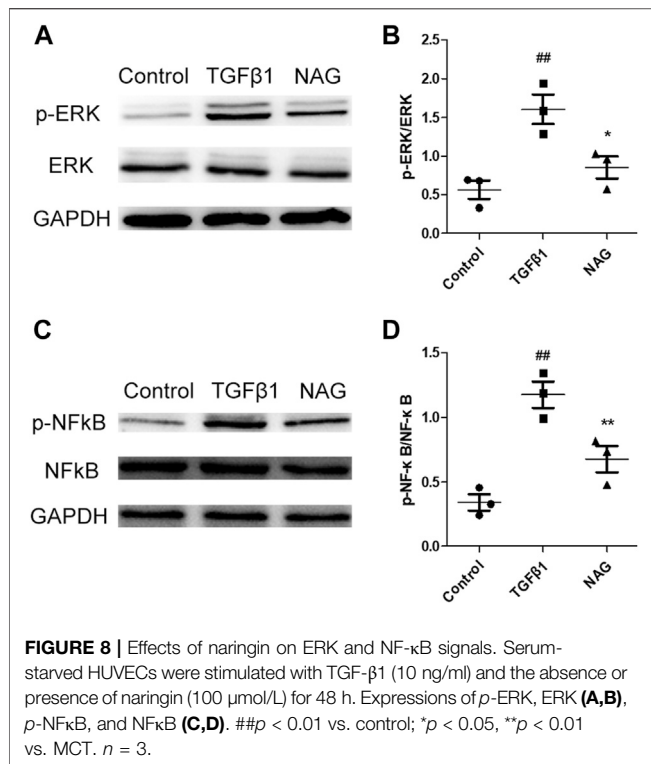 A
Control TGFβ1 NAG
p-ERK
ERK
GAPDH
B
p-ERK/ERK
2.5
2.0
1.5
1.0
0.5
0.0
##
*
Control
TGFβ1
NAG
C
Control TGFβ1 NAG
p-NFkB
NFkB
GAPDH
D
p-NF-κ B/NF-κ B
1.5
1.0
0.5
0.0
##
**
Control
TGFβ1
NAG
FIGURE 8 | Effects of naringin on ERK and NF-κB signals. Serum-
starved HUVECs were stimulated with TGF-β1 (10 ng/ml) and the absence or
presence of naringin (100 μmol/L) for 48 h. Expressions of p-ERK, ERK (A,B),
p-NFκB, and NFκB (C,D). ##p < 0.01 vs. control; *p < 0.05, **p < 0.01
vs. MCT. n = 3.